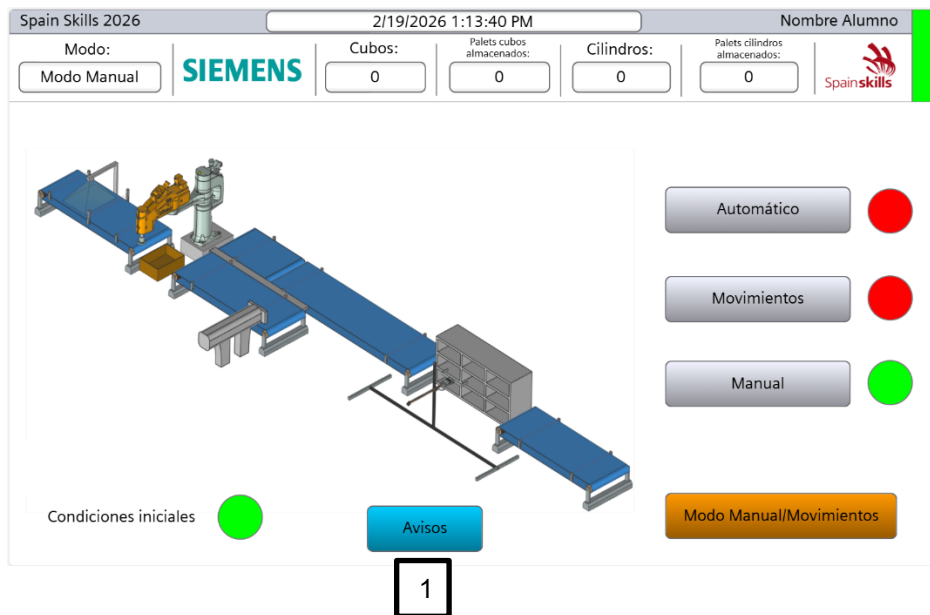 Spain Skills 2026
2/19/2026 1:13:40 PM
Nombre Alumno
Modo:
Modo Manual
SIEMENS
Cubos:
0
Palets cubos
almacenados:
0
Cilindros:
0
Palets cilindros
almacenados:
0
Spainskills
Automático
Movimientos
Manual
Condiciones iniciales
Avisos
Modo Manual/Movimientos
1